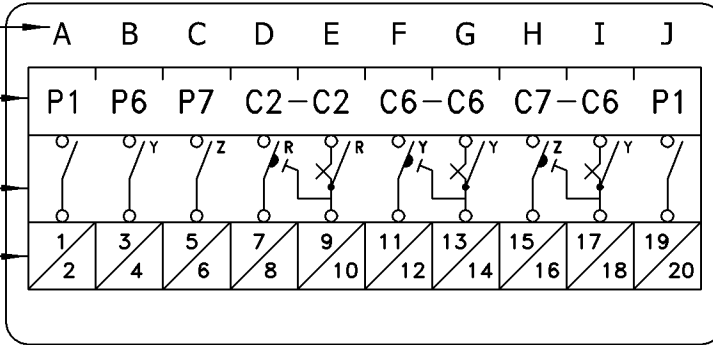 A B C D E F G H I J
P1 P6 P7 C2-C2 C6-C6 C7-C6 P1
Y Z R R Y Y Z Y
1 3 5 7 9 11 13 15 17 19
2 4 6 8 10 12 14 16 18 20